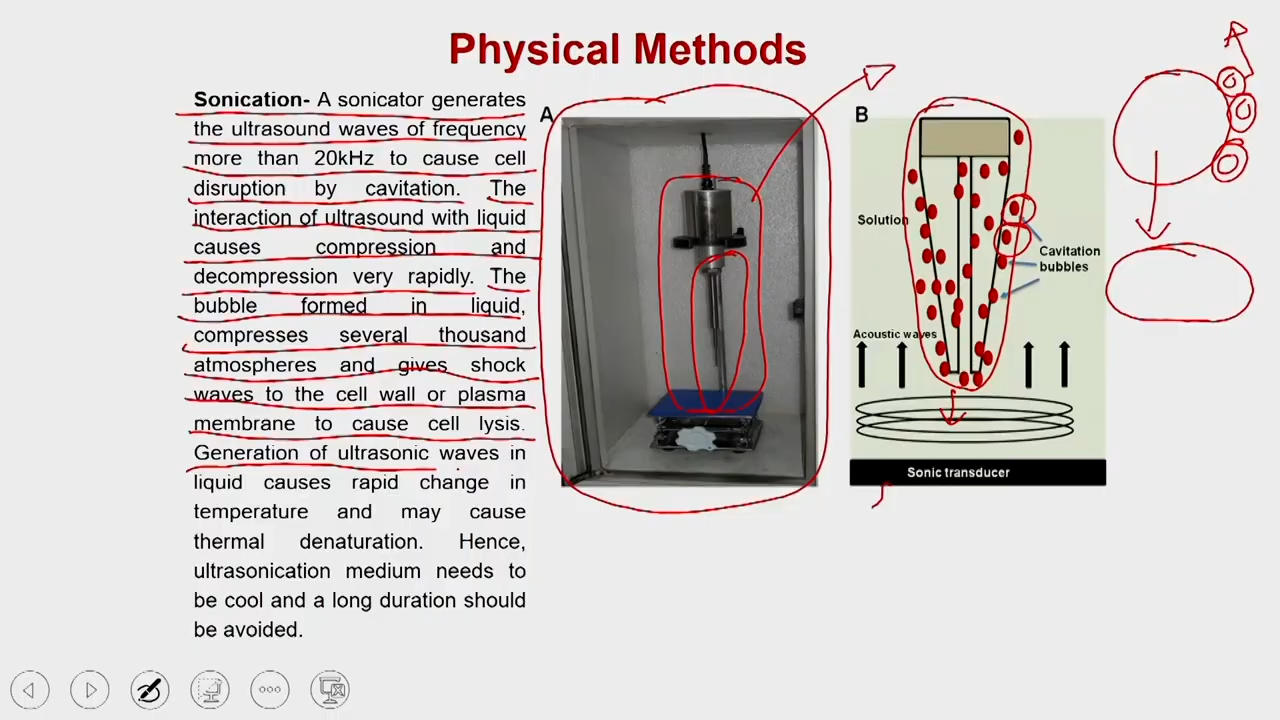 Physical Methods
Sonication- A sonicator generates
the ultrasound waves of frequency
more than 20kHz to cause cell
disruption by cavitation. The
interaction of ultrasound with liquid
causes compression and
decompression very rapidly. The
bubble formed in liquid,
compresses several thousand
atmospheres and gives shock
waves to the cell wall or plasma
membrane to cause cell lysis.
Generation of ultrasonic waves in
liquid causes rapid change in
temperature and may cause
thermal denaturation. Hence,
ultrasonication medium needs to
be cool and a long duration should
be avoided.
A
B
Solution
Cavitation
bubbles
Acoustic waves
Sonic transducer